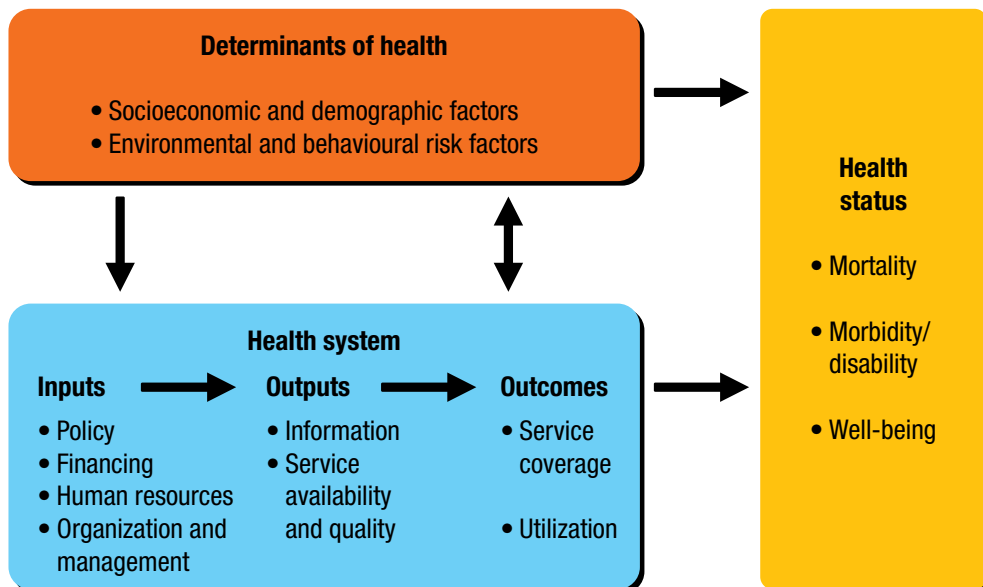 Determinants of health
• Socioeconomic and demographic factors
• Environmental and behavioural risk factors
Health system
Inputs
• Policy
• Financing
• Human resources
• Organization and
management
Outputs
• Information
• Service
availability
and quality
Outcomes
• Service
coverage
• Utilization
Health
status
• Mortality
• Morbidity/
disability
• Well-being